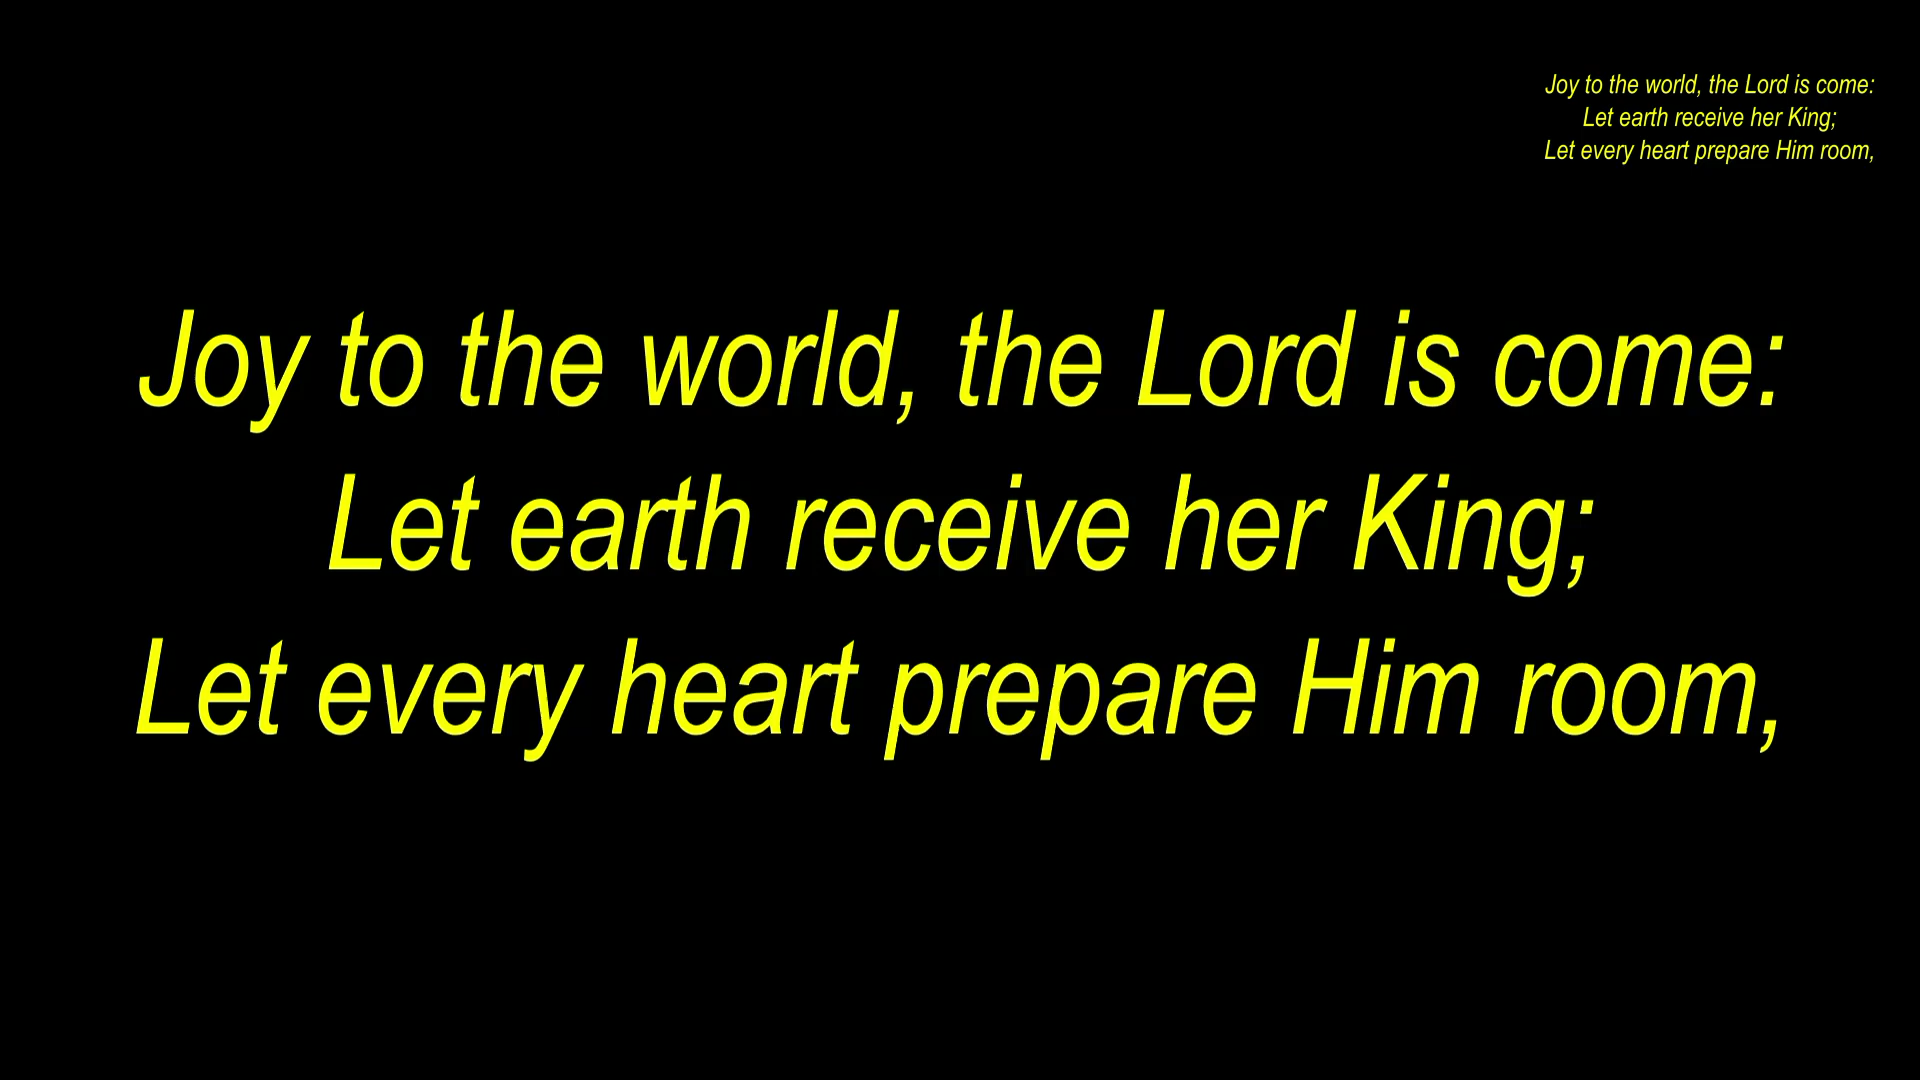 Joy to the world, the Lord is come:
Let earth receive her King;
Let every heart prepare Him room,
Joy to the world, the Lord is come:
Let earth receive her King;
Let every heart prepare Him room,